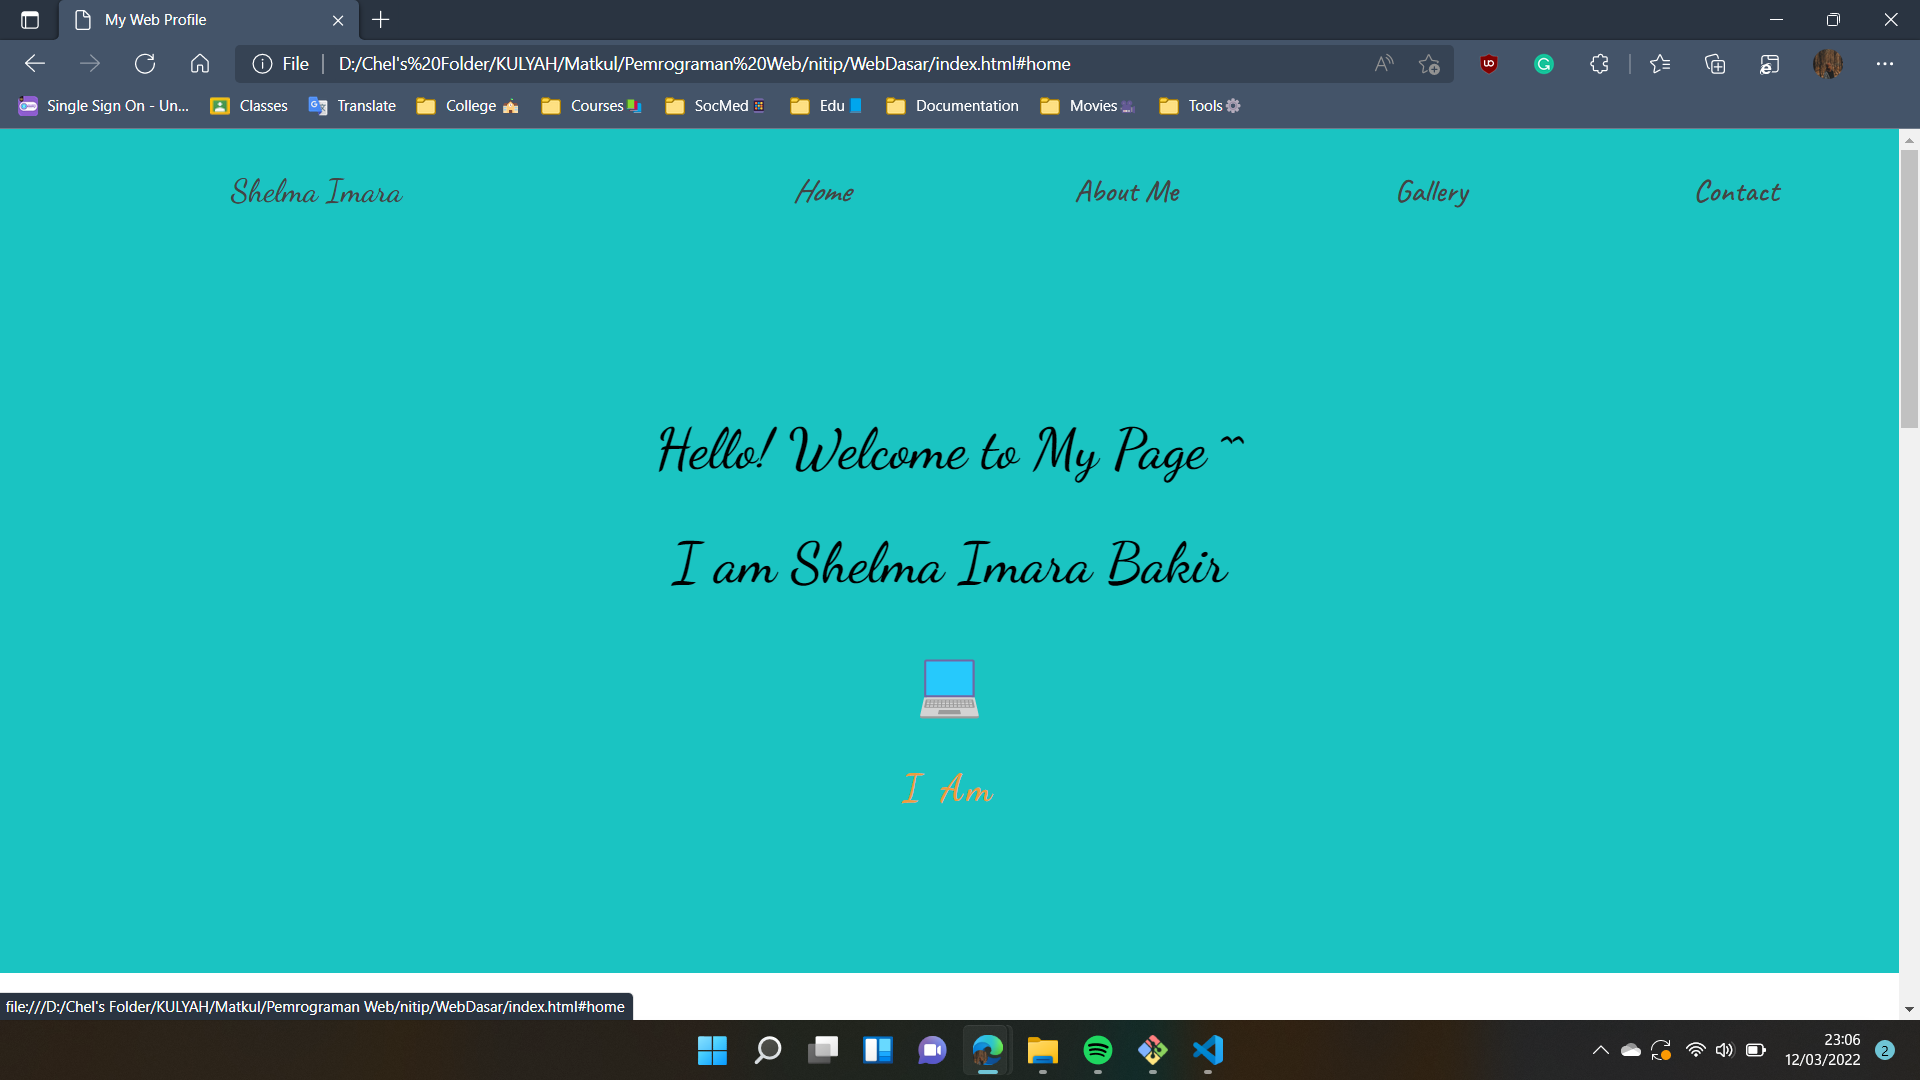 My Web Profile
File
D:/Chel's%20Folder/KULYAH/Matkul/Pemrograman%20Web/nitip/WebDasar/index.html#home
Single Sign On - Un...
Classes
Translate
College
Courses
SocMed
Edu
Documentation
Movies
Tools
Shelma Imara
Home
About Me
Gallery
Contact
Hello! Welcome to My Page ^^
I am Shelma Imara Bakir
I Am
file:///D:/Chel's Folder/KULYAH/Matkul/Pemrograman Web/nitip/WebDasar/index.html#home
23:06
12/03/2022
2